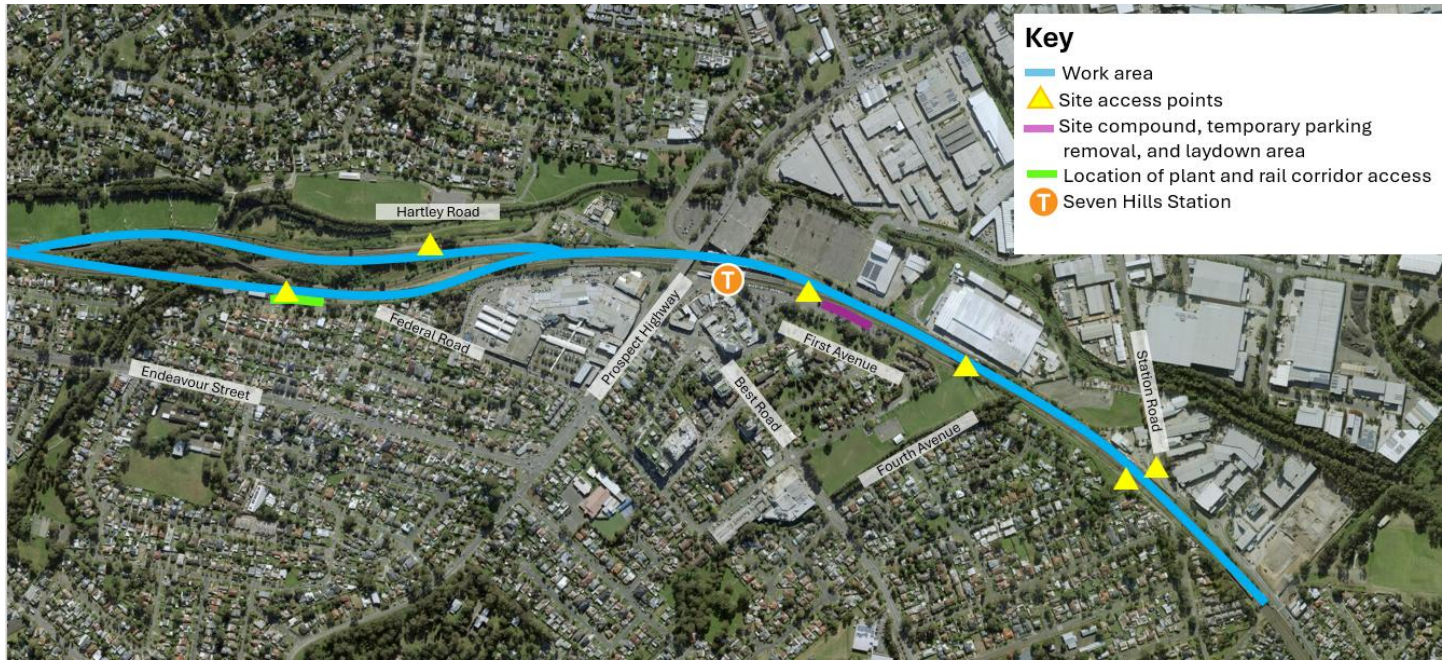 Key
Work area
Site access points
Site compound, temporary parking
removal, and laydown area
Location of plant and rail corridor access
T Seven Hills Station
Hartley Road
T
Federal Road
Prospect Highway
First Avenue
Station Road
Endeavour Street
Best Road
Fourth Avenue